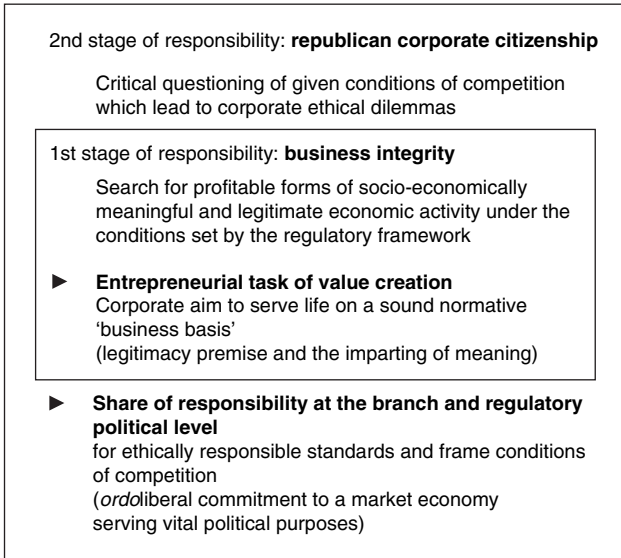 2nd stage of responsibility: republican corporate citizenship
Critical questioning of given conditions of competition
which lead to corporate ethical dilemmas
1st stage of responsibility: business integrity
Search for profitable forms of socio-economically
meaningful and legitimate economic activity under the
conditions set by the regulatory framework
► Entrepreneurial task of value creation
Corporate aim to serve life on a sound normative
‘business basis’
(legitimacy premise and the imparting of meaning)
► Share of responsibility at the branch and regulatory
political level
for ethically responsible standards and frame conditions
of competition
(ordoliberal commitment to a market economy
serving vital political purposes)